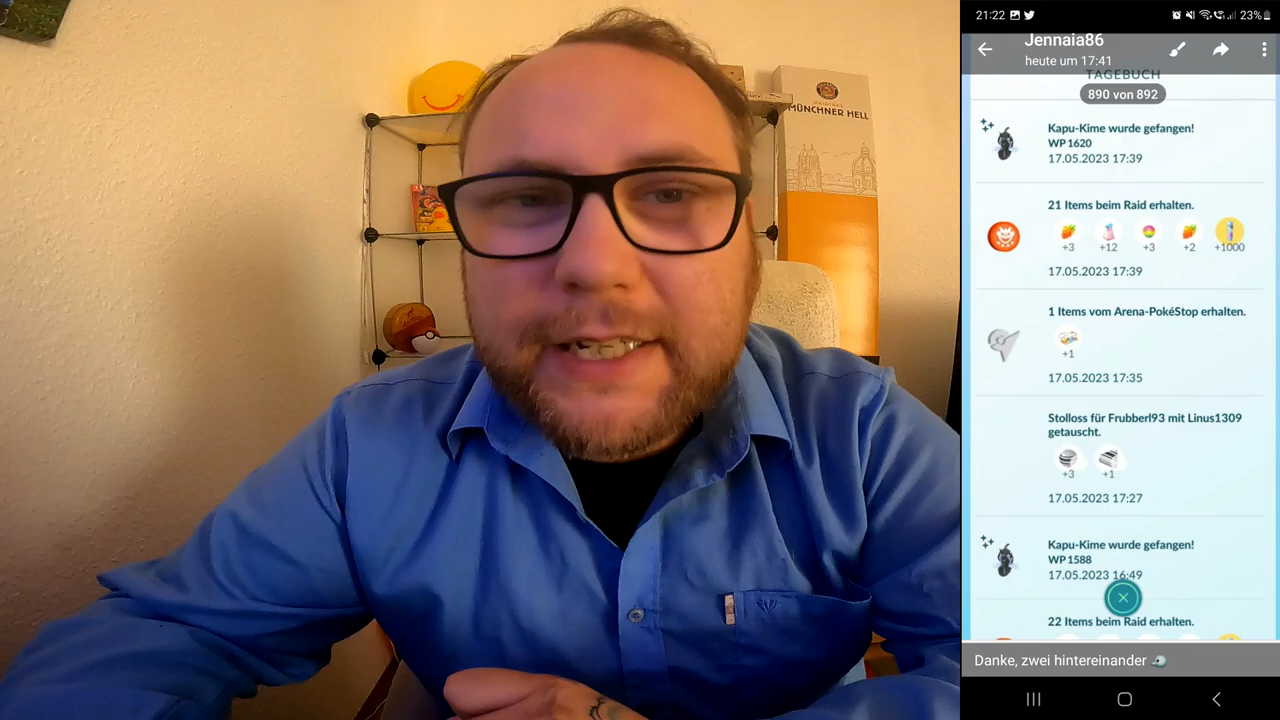 PAULANER
ORIGINAL
MÜNCHNER HELL
21:22
23%
Jennaia86
heute um 17:41
TAGEBUCH
890 von 892
Kapu-Kime wurde gefangen!
WP 1620
17.05.2023 17:39
21 Items beim Raid erhalten.
+3 +12 +3 +2 +1000
17.05.2023 17:39
1 Items vom Arena-PokéStop erhalten.
+1
17.05.2023 17:35
Stolloss für Frubberl93 mit Linus1309
getauscht.
+3 +1
17.05.2023 17:27
Kapu-Kime wurde gefangen!
WP 1588
17.05.2023 16:49
22 Items beim Raid erhalten.
Danke, zwei hintereinander